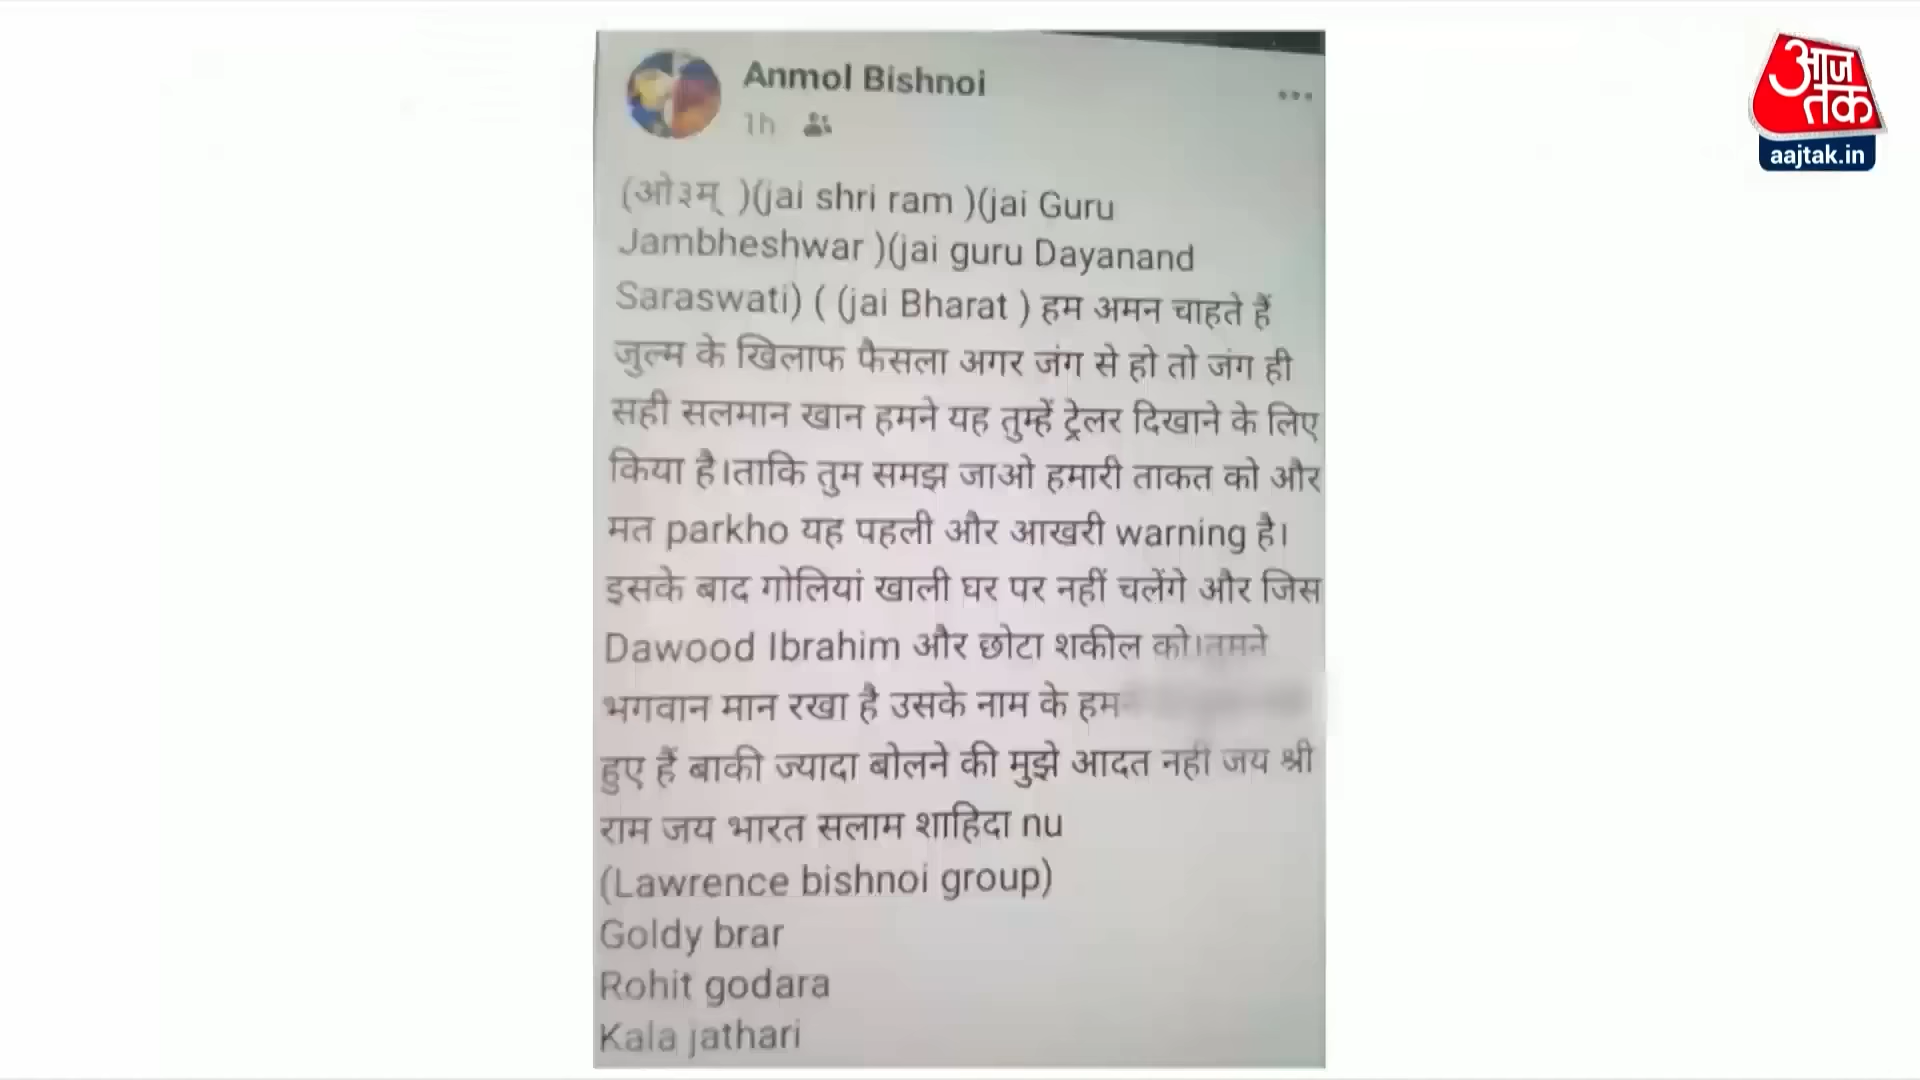 Anmol Bishnoi
1h
आज
तक
aajtak.in
(ओ३म् )(jai shri ram )(jai Guru
Jambheshwar )(jai guru Dayanand
Saraswati) ( (jai Bharat ) हम अमन चाहते हैं
जुल्म के खिलाफ फैसला अगर जंग से हो तो जंग ही
सही सलमान खान हमने यह तुम्हें ट्रेलर दिखाने के लिए
किया है।ताकि तुम समझ जाओ हमारी ताकत को और
मत parkho यह पहली और आखरी warning है।
इसके बाद गोलियां खाली घर पर नहीं चलेंगे और जिस
Dawood Ibrahim और छोटा शकील को।तुमने
भगवान मान रखा है उसके नाम के हम
हुए हैं बाकी ज्यादा बोलने की मुझे आदत नहीं जय श्री
राम जय भारत सलाम शाहिदा nu
(Lawrence bishnoi group)
Goldy brar
Rohit godara
Kala jathari